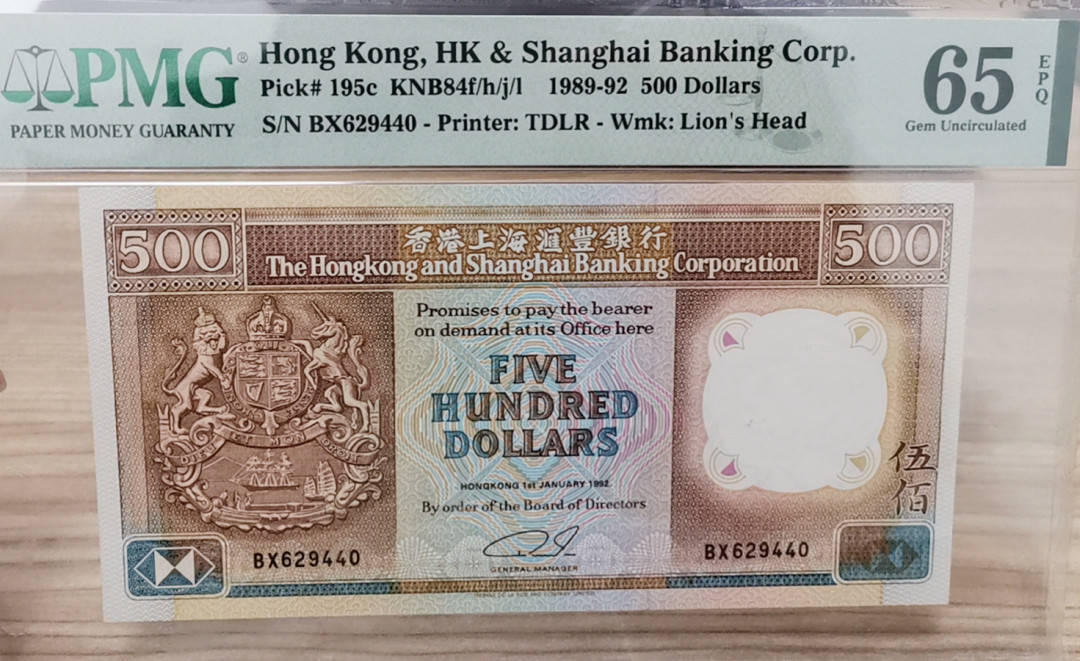 PMG®
PAPER MONEY GUARANTY
Hong Kong, HK & Shanghai Banking Corp.
Pick# 195c KNB84f/h/j/l 1989-92 500 Dollars
S/N BX629440 - Printer: TDLR - Wmk: Lion's Head
65
EPQ
Gem Uncirculated
500
香港上海滙豐銀行
500
The Hongkong and Shanghai Banking Corporation
Promises to pay the bearer
on demand at its Office here
FIVE
HUNDRED
DOLLARS
HONGKONG 1st JANUARY 1992
By order of the Board of Directors
伍佰
BX629440
BX629440
GENERAL MANAGER